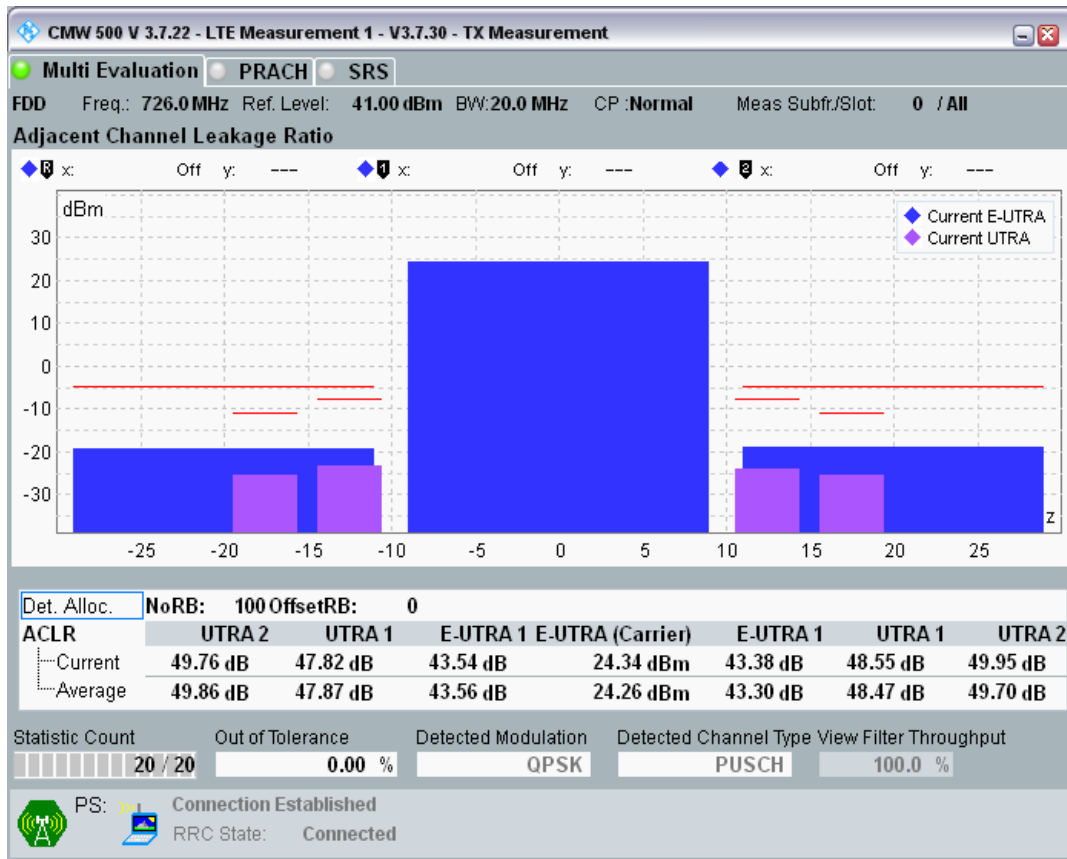 CMW 500 V 3.7.22 - LTE Measurement 1 - V3.7.30 - TX Measurement
Multi Evaluation PRACH SRS
FDD Freq.: 726.0 MHz Ref. Level: 41.00 dBm BW: 20.0 MHz CP :Normal Meas Subfr./Slot: 0 / All
Adjacent Channel Leakage Ratio
R x: Off y: --- 1 x: Off y: --- 2 x: Off y: ---
dBm
Current E-UTRA
Current UTRA
30
20
10
0
-10
-20
-30
z
-25 -20 -15 -10 -5 0 5 10 15 20 25
Det. Alloc. NoRB: 100 OffsetRB: 0
ACLR UTRA 2 UTRA 1 E-UTRA 1 E-UTRA (Carrier) E-UTRA 1 UTRA 1 UTRA 2
Current 49.76 dB 47.82 dB 43.54 dB 24.34 dBm 43.38 dB 48.55 dB 49.95 dB
Average 49.86 dB 47.87 dB 43.56 dB 24.26 dBm 43.30 dB 48.47 dB 49.70 dB
Statistic Count Out of Tolerance Detected Modulation Detected Channel Type View Filter Throughput
20 / 20 0.00 % QPSK PUSCH 100.0 %
PS: Connection Established
RRC State: Connected